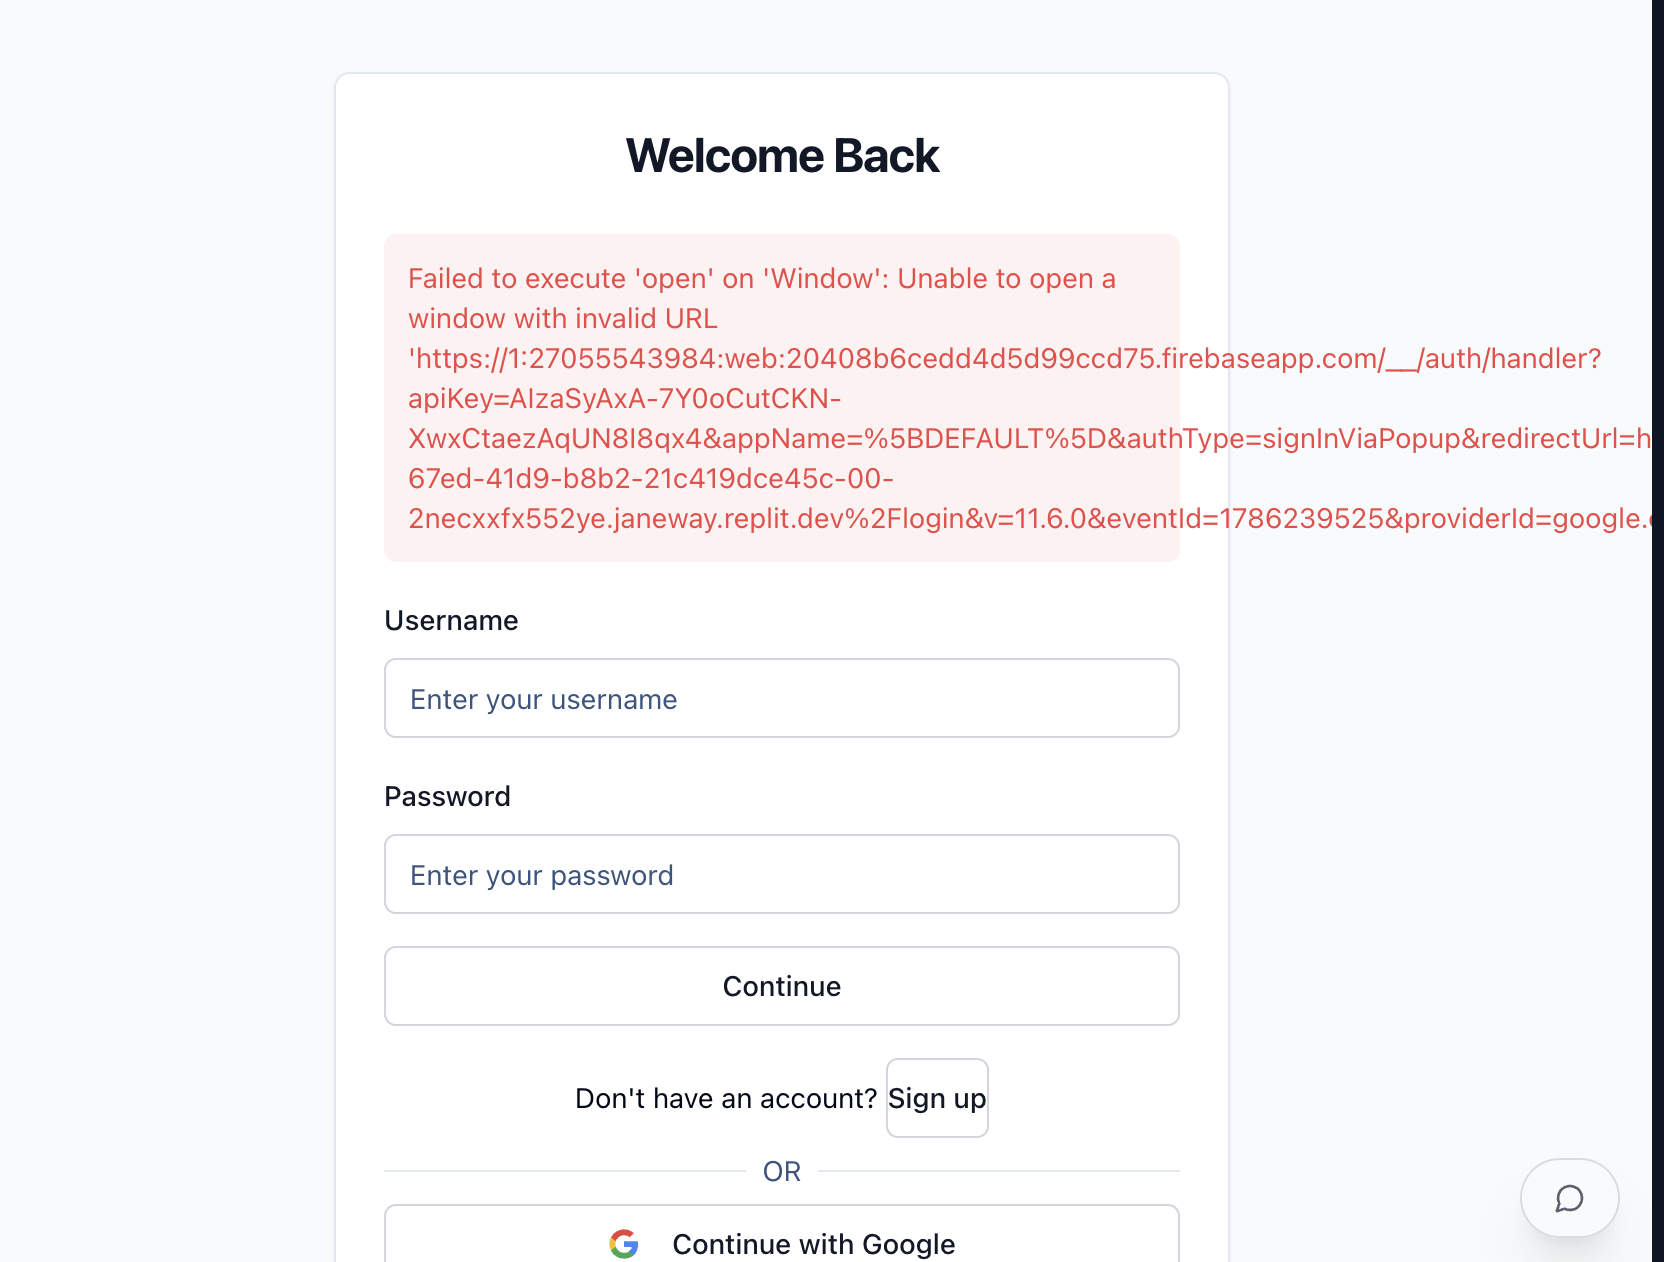 Welcome Back
Failed to execute 'open' on 'Window': Unable to open a
window with invalid URL
'https://1:27055543984:web:20408b6cedd4d5d99ccd75.firebaseapp.com/__/auth/handler?
apiKey=AIzaSyAxA-7Y0oCutCKN-
XwxCtaezAqUN8I8qx4&appName=%5BDEFAULT%5D&authType=signInViaPopup&redirectUrl=h
67ed-41d9-b8b2-21c419dce45c-00-
2necxxfx552ye.janeway.replit.dev%2Flogin&v=11.6.0&eventId=1786239525&providerId=google.
Username
Enter your username
Password
Enter your password
Continue
Don't have an account? Sign up
OR
Continue with Google